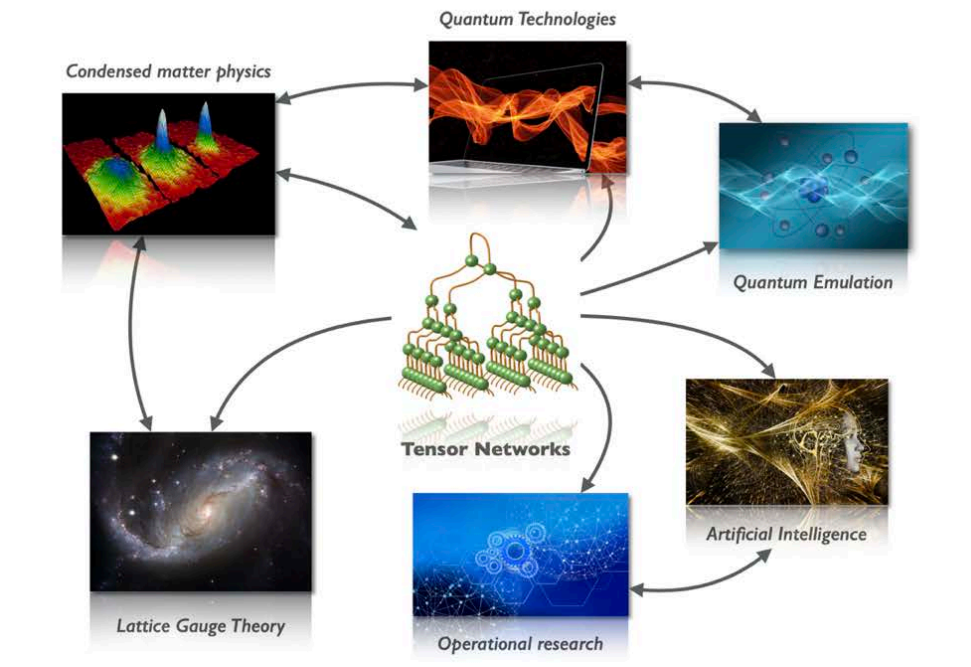 Quantum Technologies
Condensed matter physics
Quantum Emulation
Tensor Networks
Artificial Intelligence
Lattice Gauge Theory
Operational research